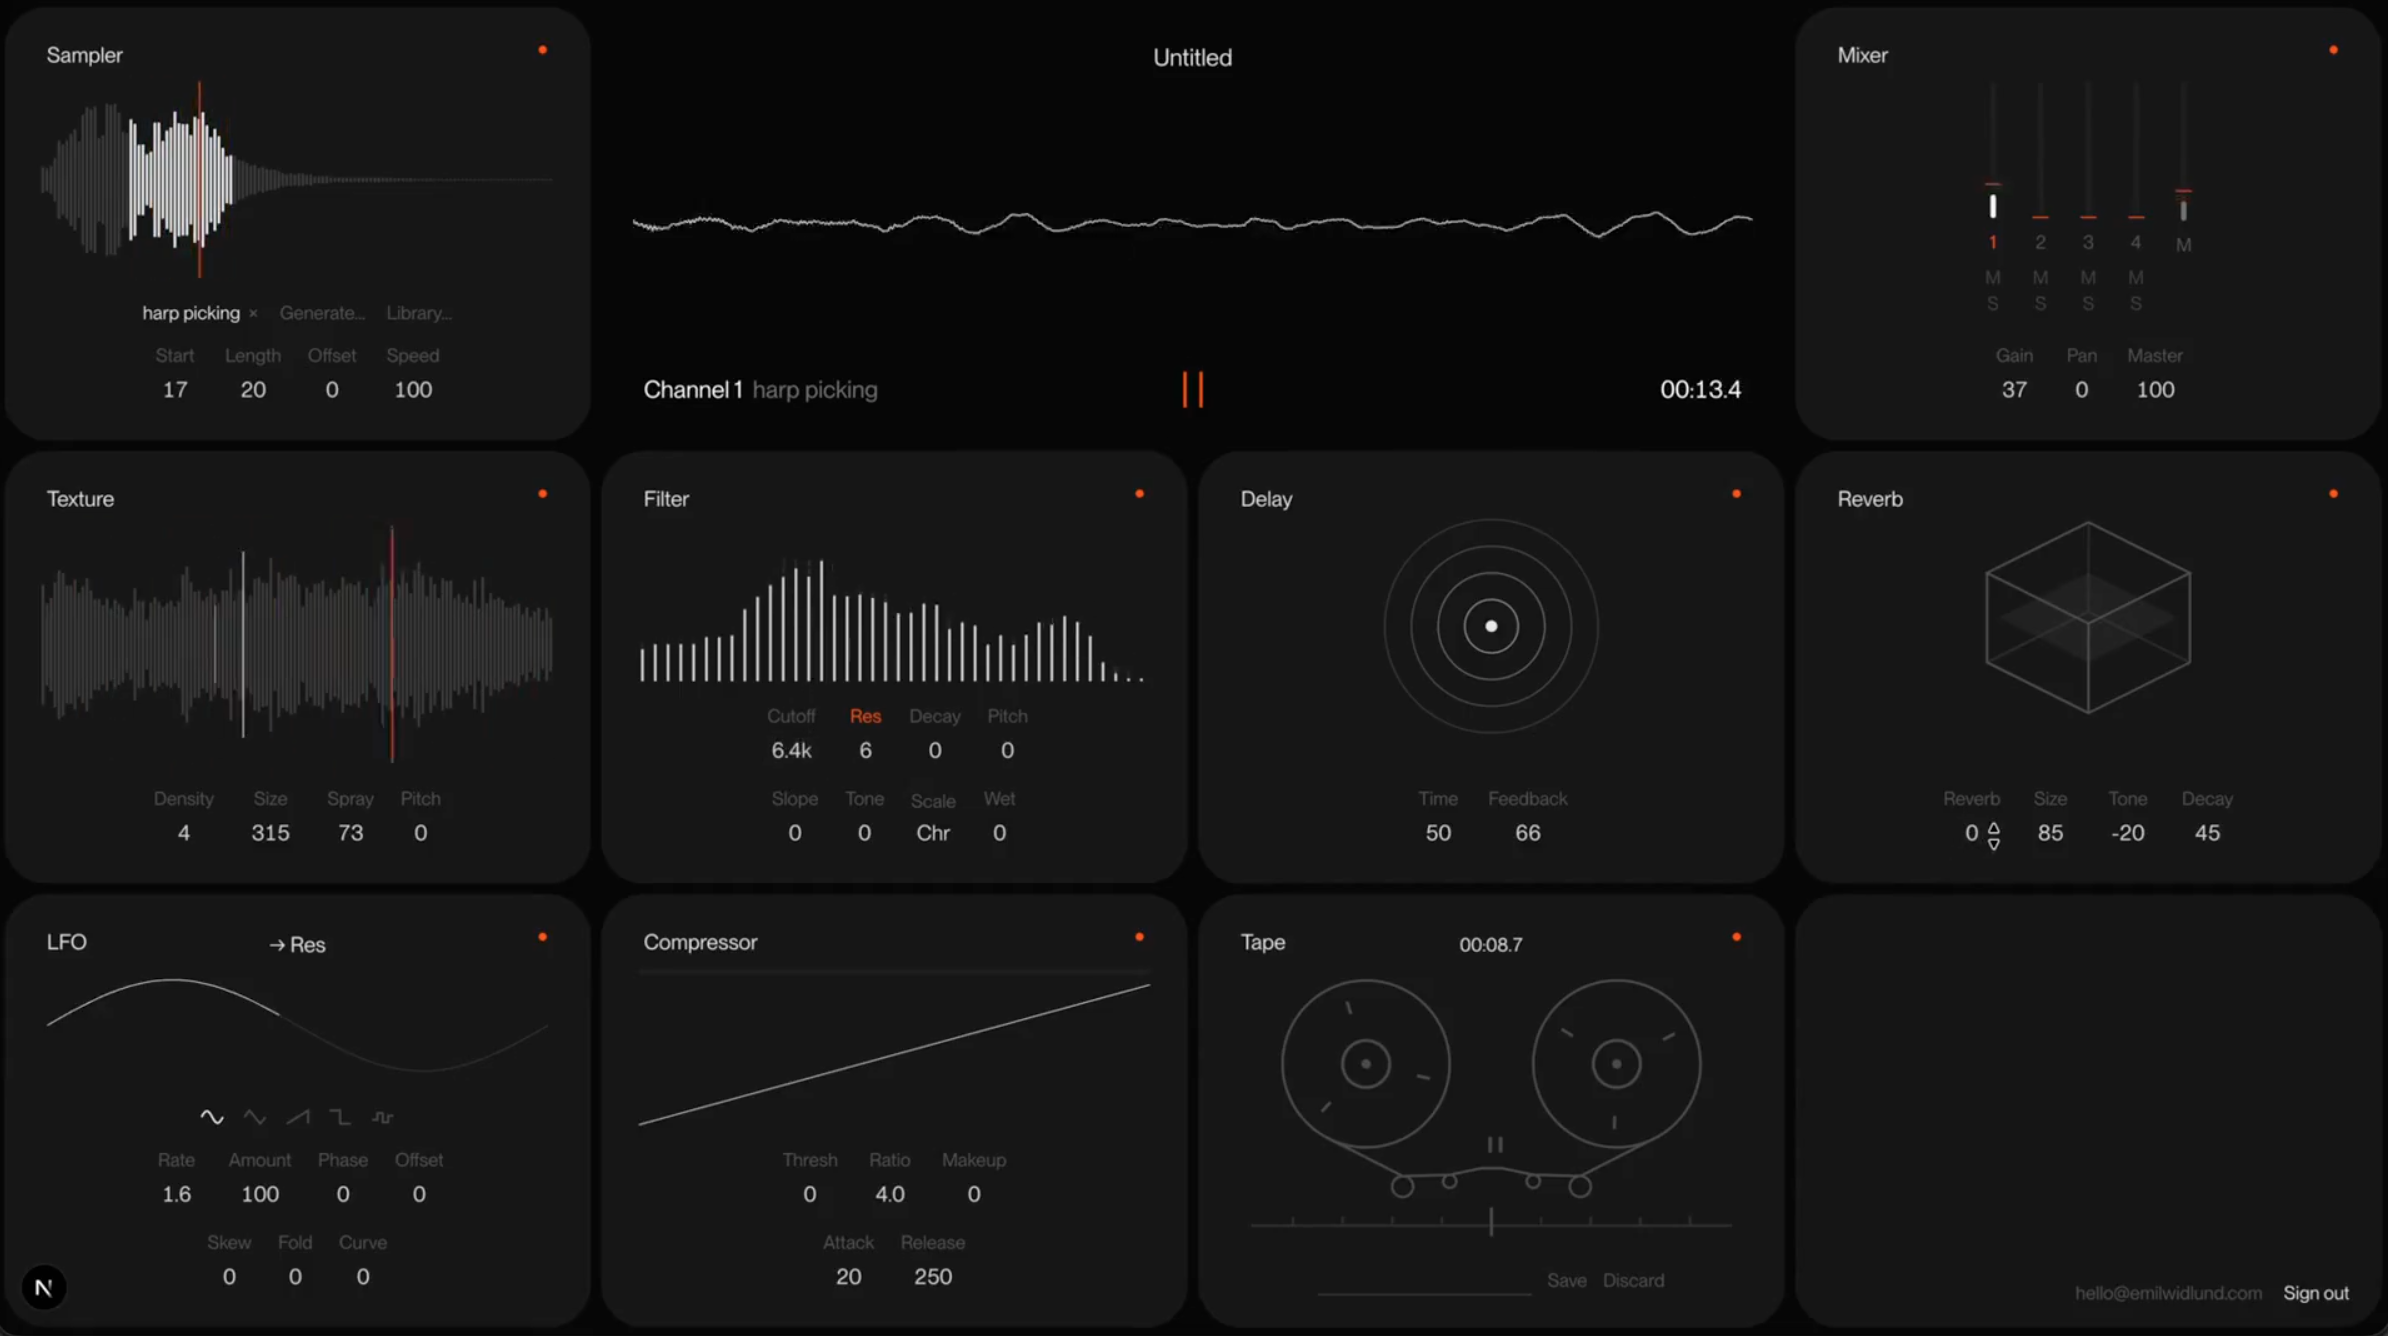 Sampler
harp picking × Generate... Library...
Start Length Offset Speed
17 20 0 100
Untitled
Channel 1 harp picking
00:13.4
Mixer
1 2 3 4 M
M M M M
S S S S
Gain Pan Master
37 0 100
Texture
Density Size Spray Pitch
4 315 73 0
Filter
Cutoff Res Decay Pitch
6.4k 6 0 0
Slope Tone Scale Wet
0 0 Chr 0
Delay
Time Feedback
50 66
Reverb
Reverb Size Tone Decay
0 85 -20 45
LFO → Res
Rate Amount Phase Offset
1.6 100 0 0
Skew Fold Curve
0 0 0
N
Compressor
Thresh Ratio Makeup
0 4.0 0
Attack Release
20 250
Tape 00:08.7
Save Discard
hello@emilwidlund.com Sign out